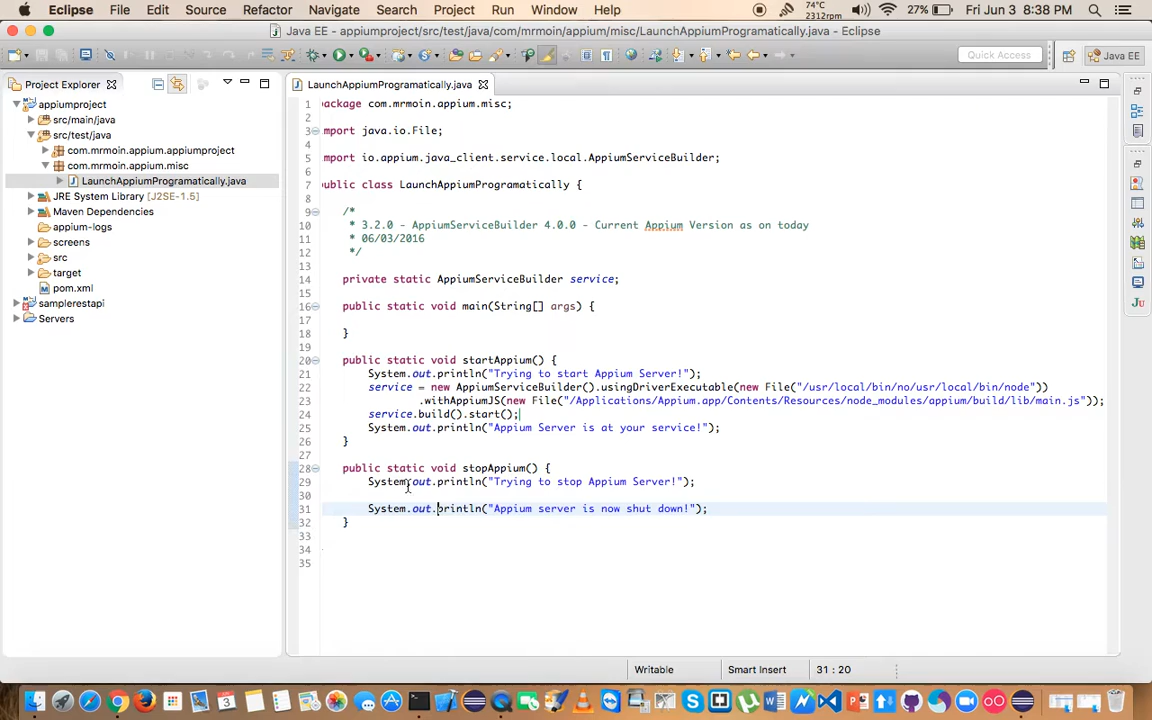 Eclipse File Edit Source Refactor Navigate Search Project Run Window Help 74°C 2312rpm 27% Fri Jun 3 8:38 PM
Java EE - appiumproject/src/test/java/com/mrmoin/appium/misc/LaunchAppiumProgramatically.java - Eclipse
Quick Access Java EE
Project Explorer
appiumproject
src/main/java
src/test/java
com.mrmoin.appium.appiumproject
com.mrmoin.appium.misc
LaunchAppiumProgramatically.java
JRE System Library [J2SE-1.5]
Maven Dependencies
appium-logs
screens
src
target
pom.xml
samplerestapi
Servers
LaunchAppiumProgramatically.java
1 package com.mrmoin.appium.misc;
2
3 import java.io.File;
4
5 import io.appium.java_client.service.local.AppiumServiceBuilder;
6
7 public class LaunchAppiumProgramatically {
8
9 /*
10 * 3.2.0 - AppiumServiceBuilder 4.0.0 - Current Appium Version as on today
11 * 06/03/2016
12 */
13
14 private static AppiumServiceBuilder service;
15
16 public static void main(String[] args) {
17
18 }
19
20 public static void startAppium() {
21 System.out.println("Trying to start Appium Server!");
22 service = new AppiumServiceBuilder().usingDriverExecutable(new File("/usr/local/bin/no/usr/local/bin/node"))
23 .withAppiumJS(new File("/Applications/Appium.app/Contents/Resources/node_modules/appium/build/lib/main.js"));
24 service.build().start();
25 System.out.println("Appium Server is at your service!");
26 }
27
28 public static void stopAppium() {
29 System.out.println("Trying to stop Appium Server!");
30
31 System.out.println("Appium server is now shut down!");
32 }
33
34
35
Writable Smart Insert 31 : 20